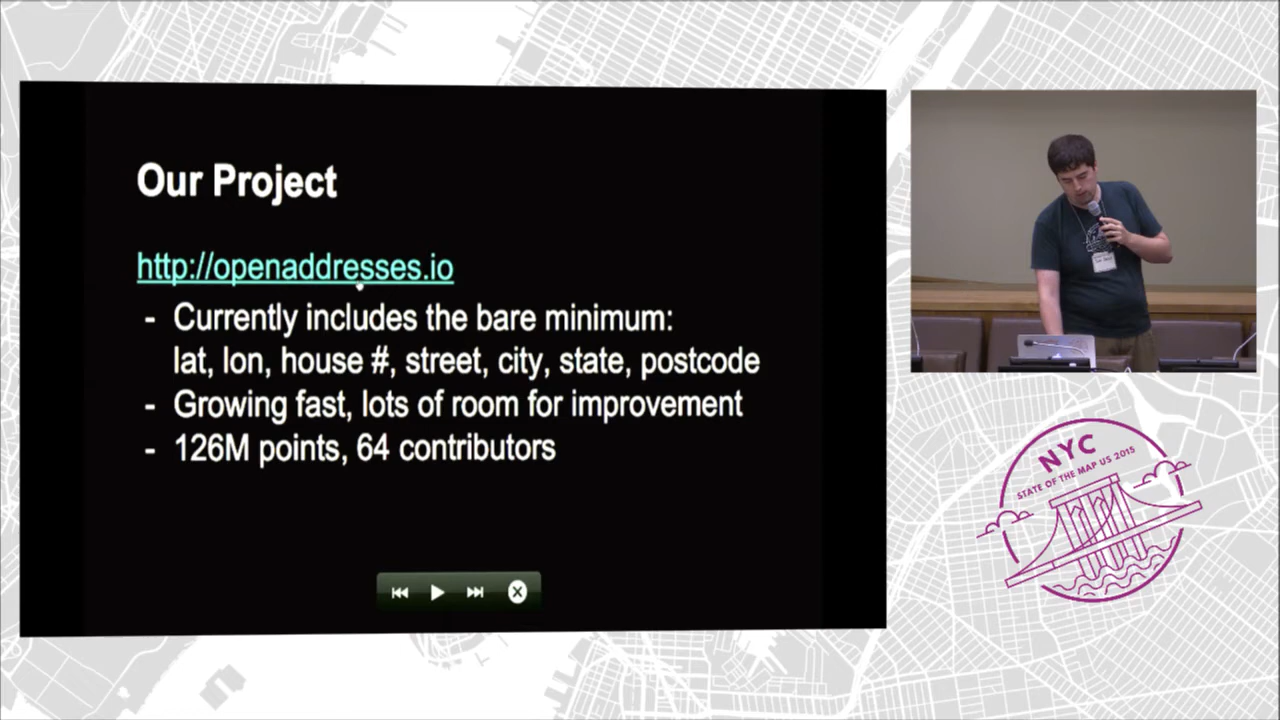 Our Project
http://openaddresses.io
- Currently includes the bare minimum:
lat, lon, house #, street, city, state, postcode
- Growing fast, lots of room for improvement
- 126M points, 64 contributors
NYC
STATE OF THE MAP US 2015